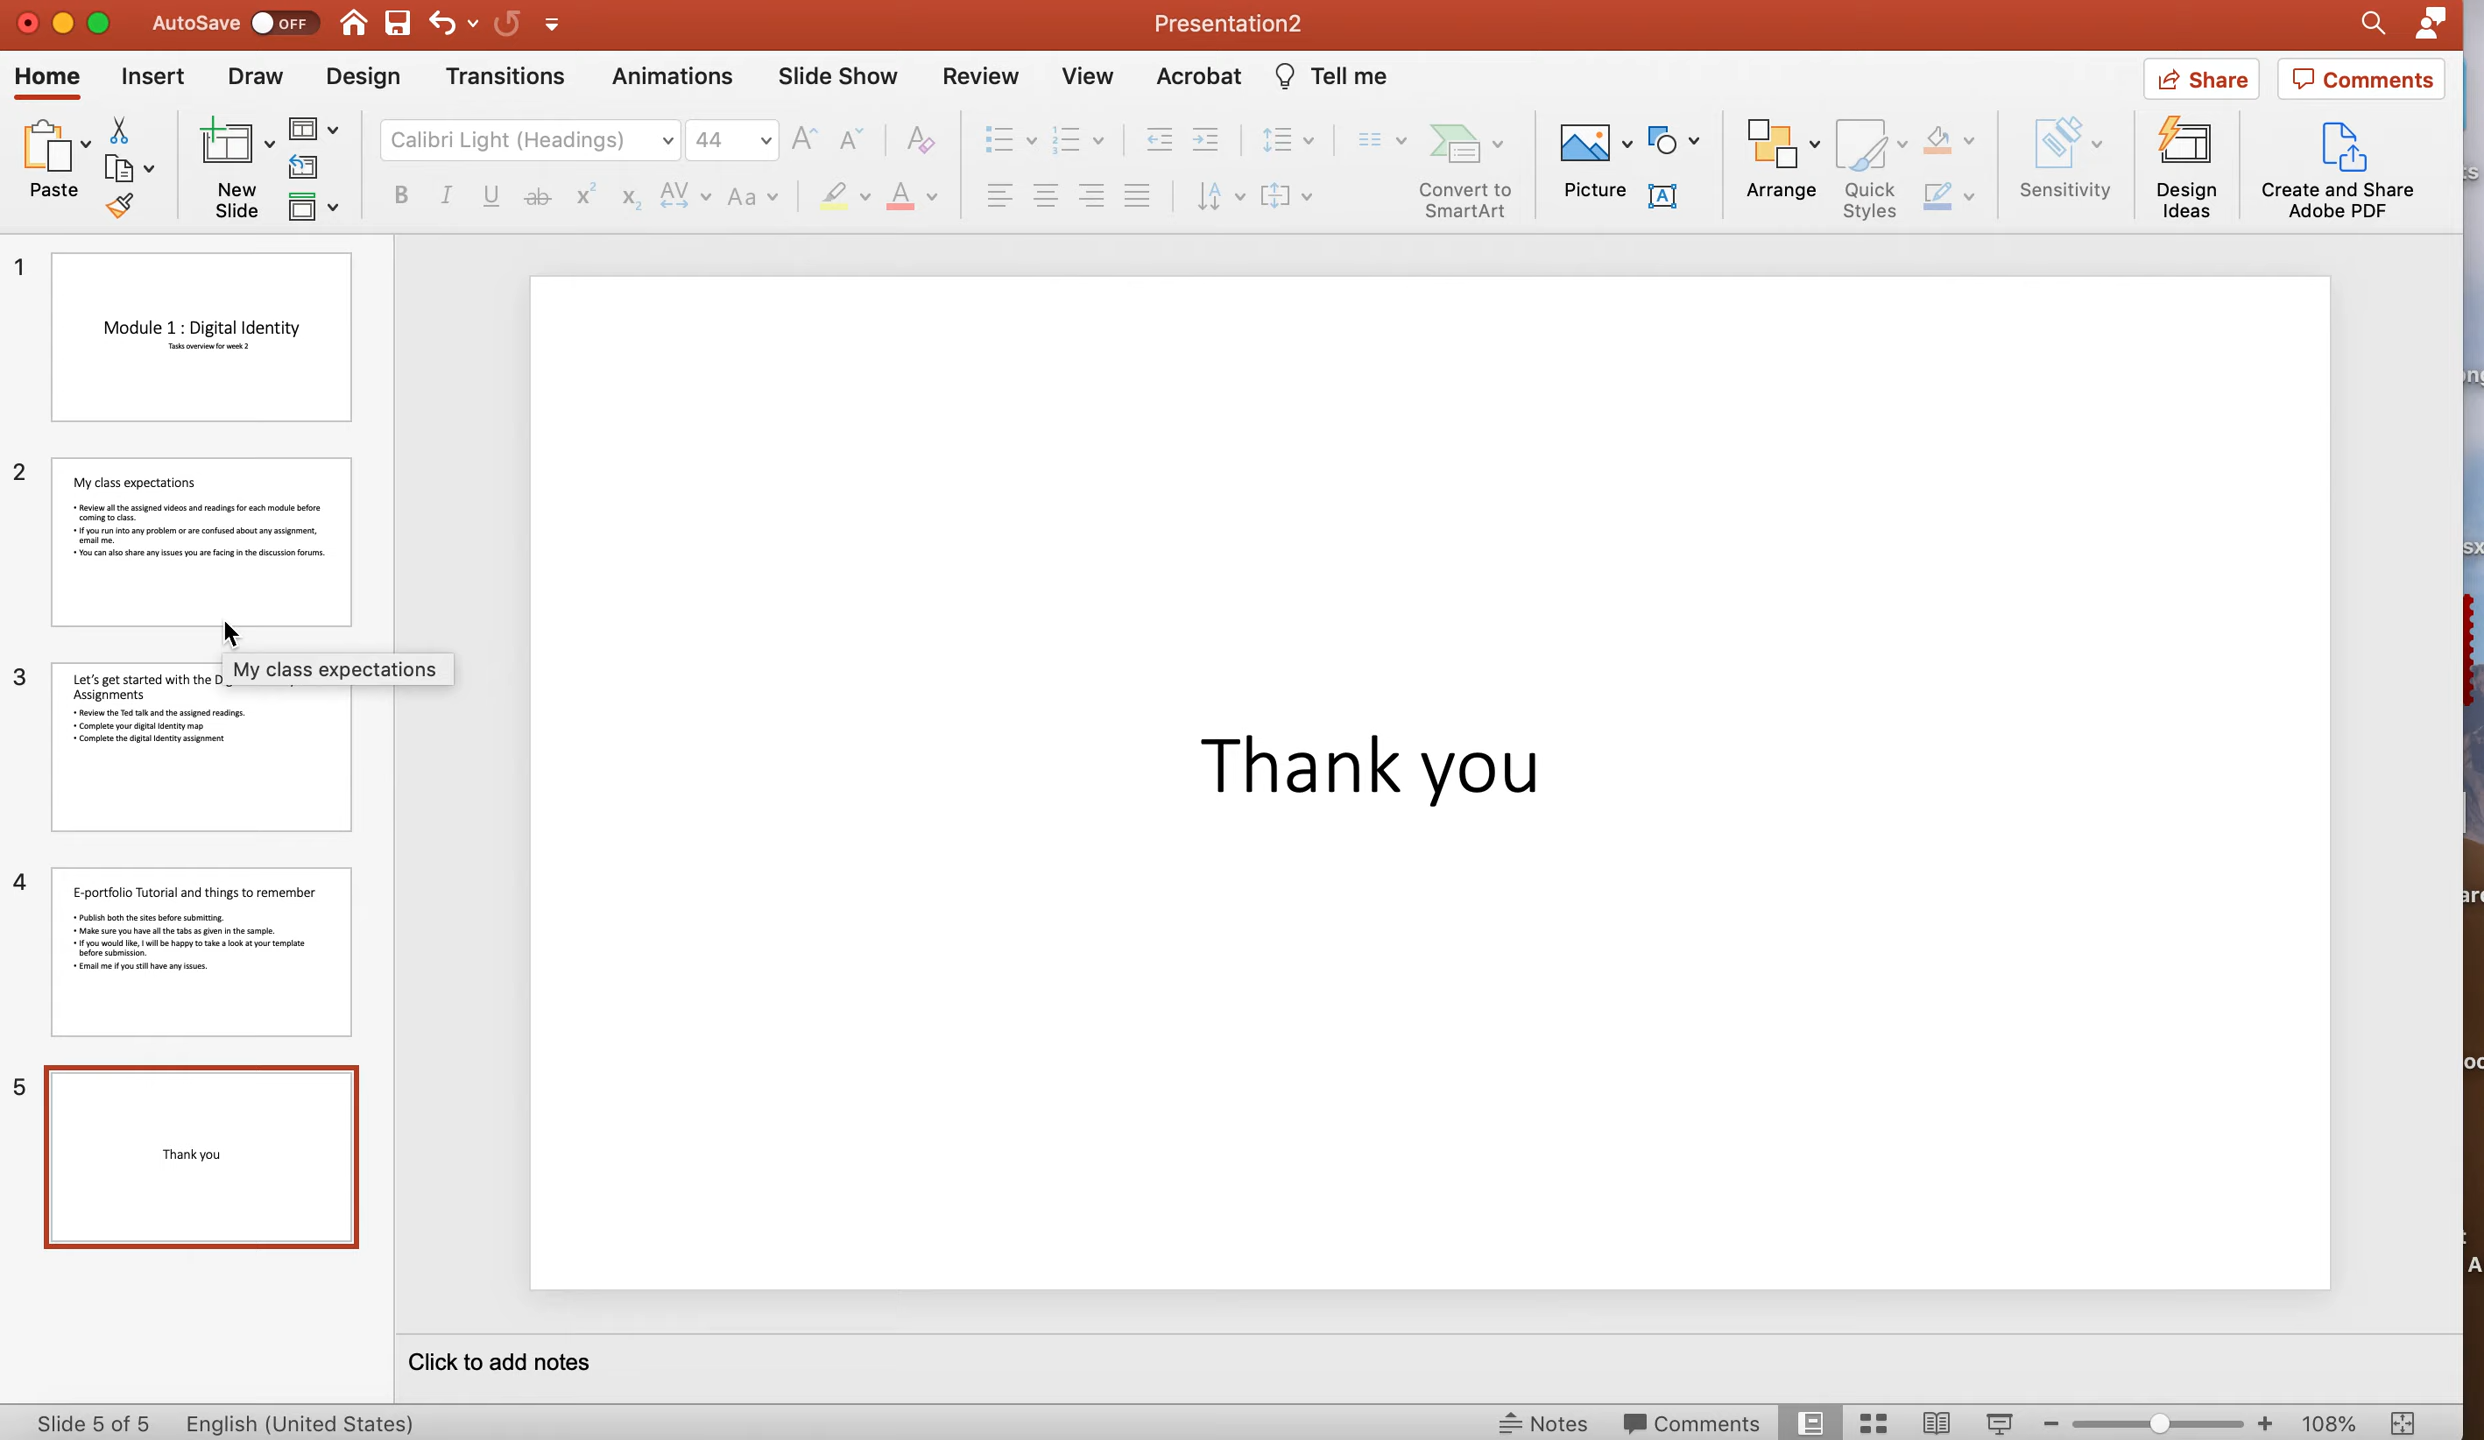 AutoSave OFF
Presentation2
Home Insert Draw Design Transitions Animations Slide Show Review View Acrobat Tell me
Share Comments
Paste
New
Slide
Calibri Light (Headings) 44
B I U ab x² x₂ AV Aa A
Convert to
SmartArt
Picture
Arrange
Quick
Styles
Sensitivity
Design
Ideas
Create and Share
Adobe PDF
1
Module 1 : Digital Identity
Tasks overview for week 2
2
My class expectations
• Review all the assigned videos and readings for each module before
coming to class.
• If you run into any problem or are confused about any assignment,
email me.
• You can also share any issues you are facing in the discussion forums.
My class expectations
3
Let's get started with the
Assignments
• Review the Ted talk and the assigned readings.
• Complete your digital Identity map
• Complete the digital Identity assignment
4
E-portfolio Tutorial and things to remember
• Publish both the sites before submitting.
• Make sure you have all the tabs as given in the sample.
• If you would like, I will be happy to take a look at your template
before submission.
• Email me if you still have any issues.
5
Thank you
Thank you
Click to add notes
Slide 5 of 5 English (United States)
Notes Comments 108%